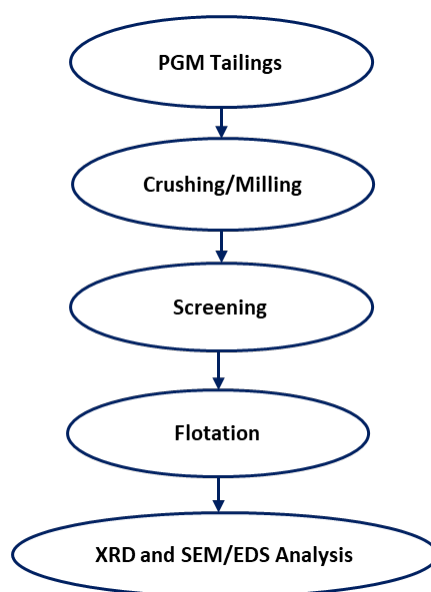 PGM Tailings
Crushing/Milling
Screening
Flotation
XRD and SEM/EDS Analysis